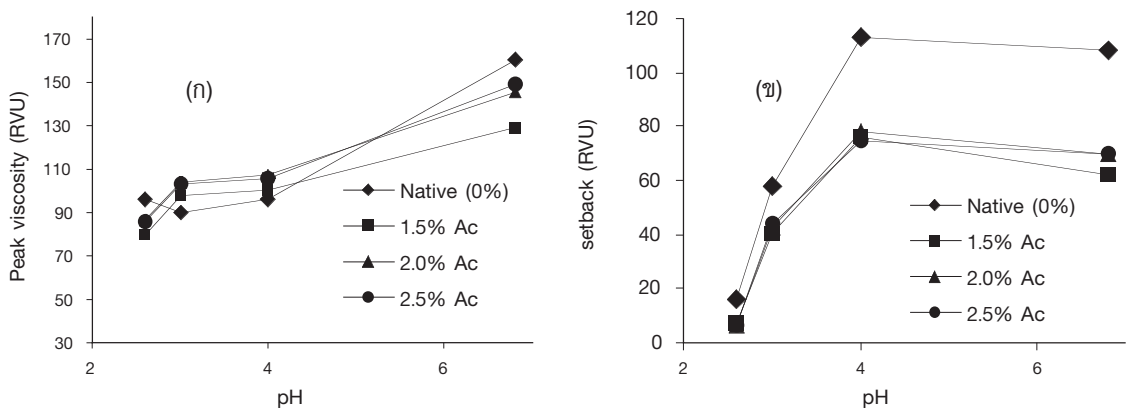 Peak viscosity (RVU)
170
150
130
110
90
70
50
30
2
4
6
pH
(ก)
Native (0%)
1.5% Ac
2.0% Ac
2.5% Ac
setback (RVU)
120
100
80
60
40
20
0
2
4
6
pH
(ข)
Native (0%)
1.5% Ac
2.0% Ac
2.5% Ac